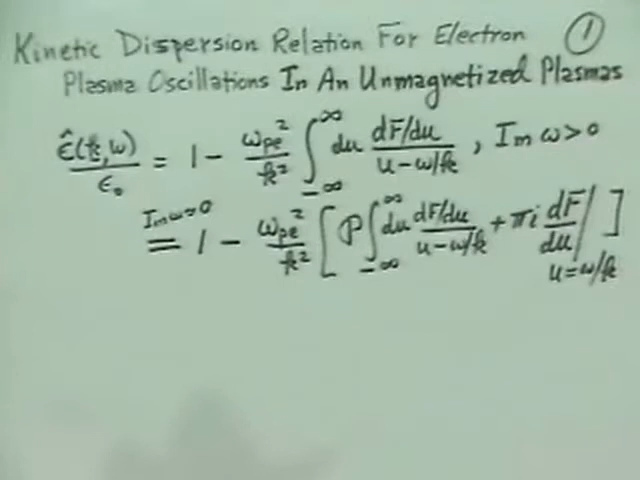 Kinetic Dispersion Relation For Electron ①
Plasma Oscillations In An Unmagnetized Plasmas
ε̂(k,ω)/ε₀ = 1 - ωpe²/k² ∫_{-∞}^{∞} du (dF/du)/(u-ω/k) , Im ω>0
Im ω=0
= 1 - ωpe²/k² [ P ∫_{-∞}^{∞} du (dF/du)/(u-ω/k) + πi dF/du |_{u=ω/k} ]